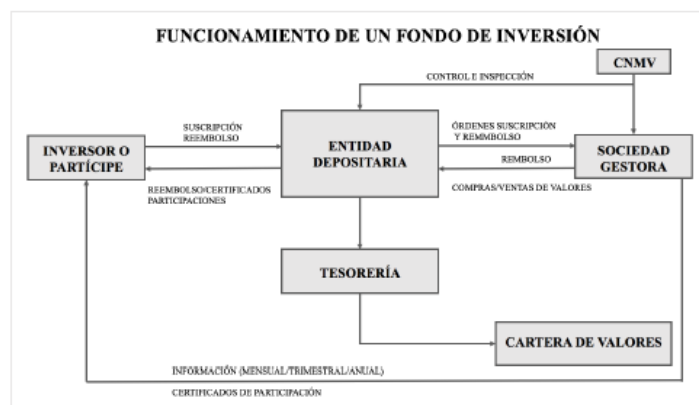 FUNCIONAMIENTO DE UN FONDO DE INVERSIÓN
CNMV
CONTROL E INSPECCIÓN
SUSCRIPCIÓN
REEMBOLSO
INVERSOR O
PARTÍCIPE
REEMBOLSO/CERTIFICADOS
PARTICIPACIONES
ENTIDAD
DEPOSITARIA
ÓRDENES SUSCRIPCIÓN
Y REMMBOLSO
REMBOLSO
COMPRAS/VENTAS DE VALORES
SOCIEDAD
GESTORA
TESORERÍA
CARTERA DE VALORES
INFORMACIÓN (MENSUAL/TRIMESTRAL/ANUAL)
CERTIFICADOS DE PARTICIPACIÓN